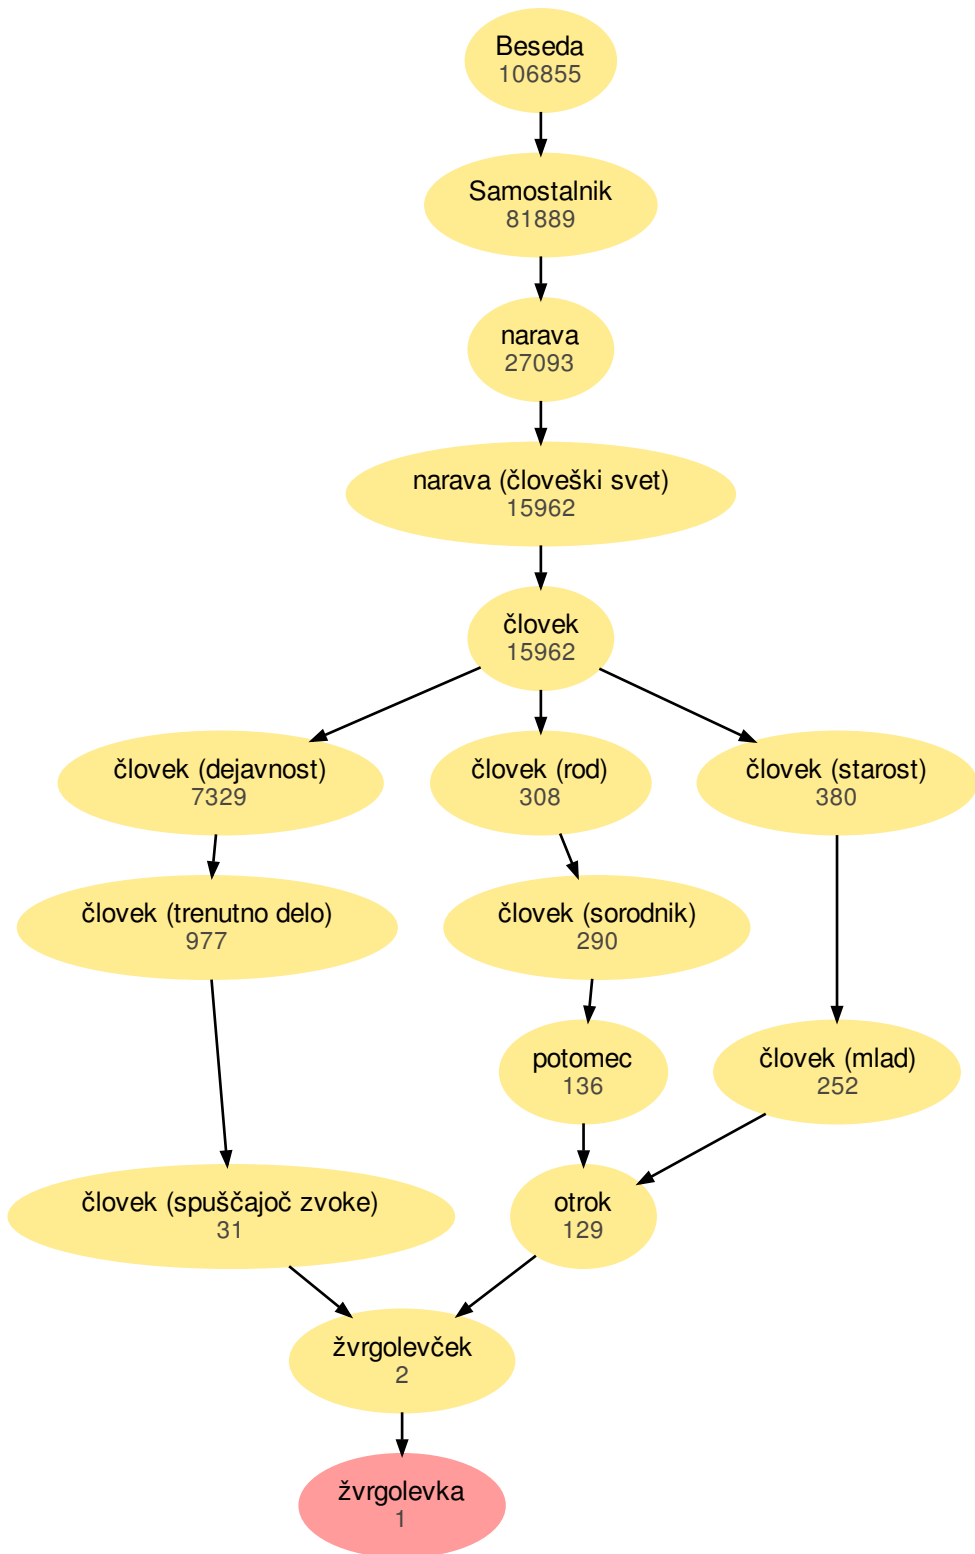 Beseda
106855
Samostalnik
81889
narava
27093
narava (človeški svet)
15962
človek
15962
človek (dejavnost)
7329
človek (rod)
308
človek (starost)
380
človek (trenutno delo)
977
človek (sorodnik)
290
potomec
136
človek (mlad)
252
človek (spuščajoč zvoke)
31
otrok
129
žvrgolevček
2
žvrgolevka
1